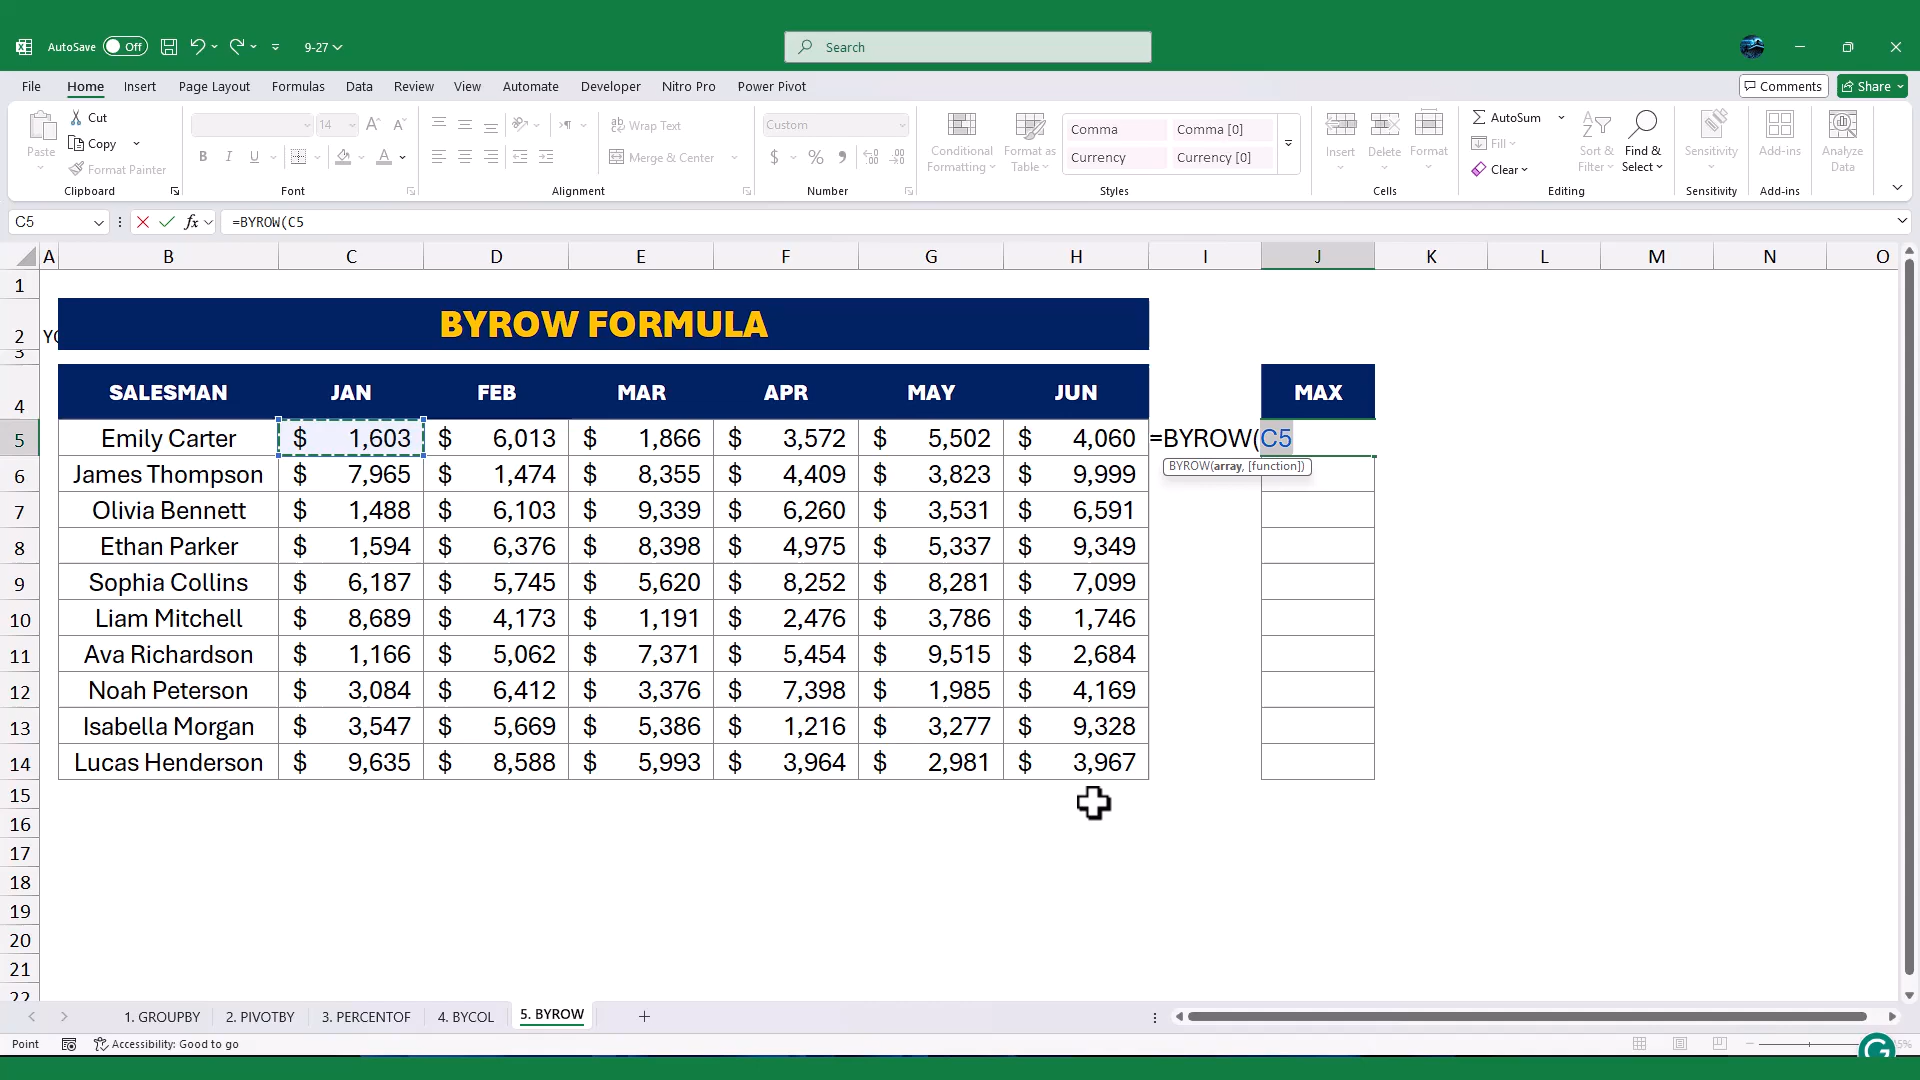 AutoSave Off 9-27 Search
File Home Insert Page Layout Formulas Data Review View Automate Developer Nitro Pro Power Pivot Comments Share
Paste Cut Copy Format Painter Clipboard
14 B I U Font
Wrap Text Merge & Center Alignment
Custom $ % Number
Conditional Formatting Format as Table Comma Comma [0] Currency Currency [0] Styles
Insert Delete Format Cells
AutoSum Fill Clear Sort & Filter Find & Select Editing
Sensitivity Sensitivity
Add-ins Add-ins
Analyze Data
C5 fx =BYROW(C5
A B C D E F G H I J K L M N O
1
2 YO BYROW FORMULA
3
4 SALESMAN JAN FEB MAR APR MAY JUN MAX
5 Emily Carter $ 1,603 $ 6,013 $ 1,866 $ 3,572 $ 5,502 $ 4,060 =BYROW(C5
BYROW(array, [function])
6 James Thompson $ 7,965 $ 1,474 $ 8,355 $ 4,409 $ 3,823 $ 9,999
7 Olivia Bennett $ 1,488 $ 6,103 $ 9,339 $ 6,260 $ 3,531 $ 6,591
8 Ethan Parker $ 1,594 $ 6,376 $ 8,398 $ 4,975 $ 5,337 $ 9,349
9 Sophia Collins $ 6,187 $ 5,745 $ 5,620 $ 8,252 $ 8,281 $ 7,099
10 Liam Mitchell $ 8,689 $ 4,173 $ 1,191 $ 2,476 $ 3,786 $ 1,746
11 Ava Richardson $ 1,166 $ 5,062 $ 7,371 $ 5,454 $ 9,515 $ 2,684
12 Noah Peterson $ 3,084 $ 6,412 $ 3,376 $ 7,398 $ 1,985 $ 4,169
13 Isabella Morgan $ 3,547 $ 5,669 $ 5,386 $ 1,216 $ 3,277 $ 9,328
14 Lucas Henderson $ 9,635 $ 8,588 $ 5,993 $ 3,964 $ 2,981 $ 3,967
15
16
17
18
19
20
21
22
1. GROUPBY 2. PIVOTBY 3. PERCENTOF 4. BYCOL 5. BYROW
Point Accessibility: Good to go